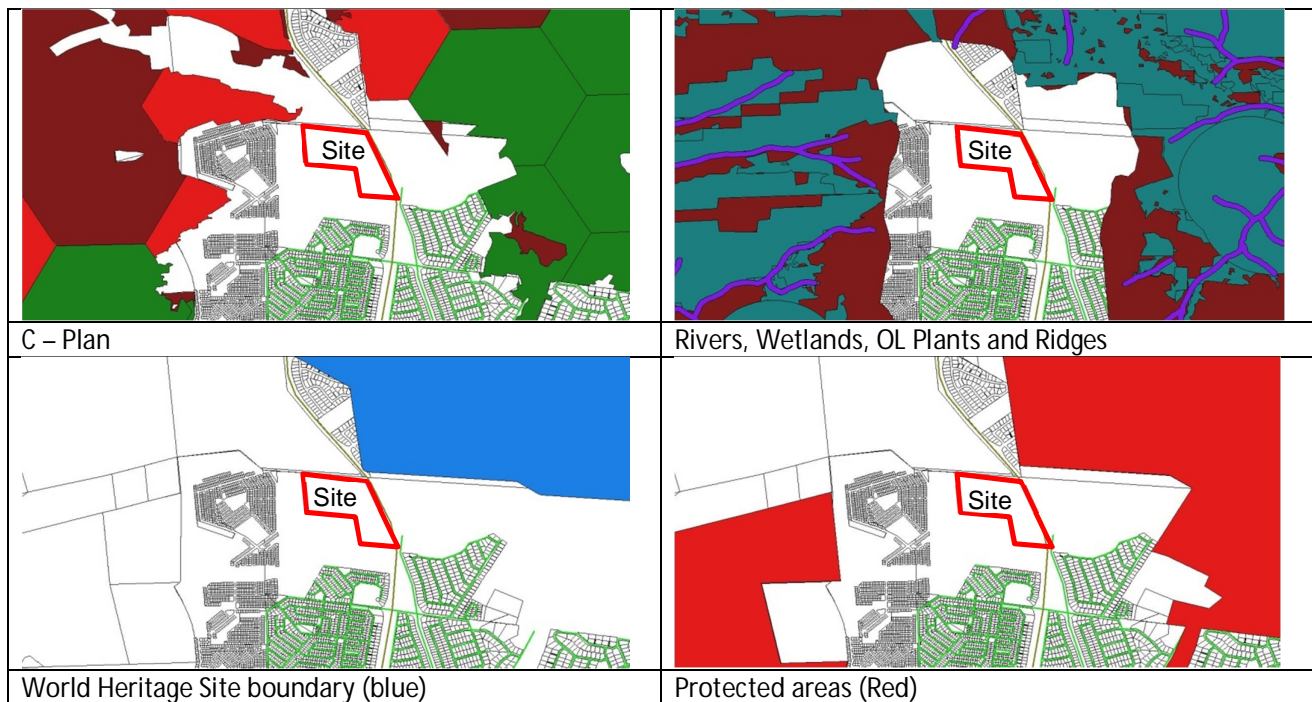 Site
Site
C – Plan
Rivers, Wetlands, OL Plants and Ridges
Site
Site
World Heritage Site boundary (blue)
Protected areas (Red)